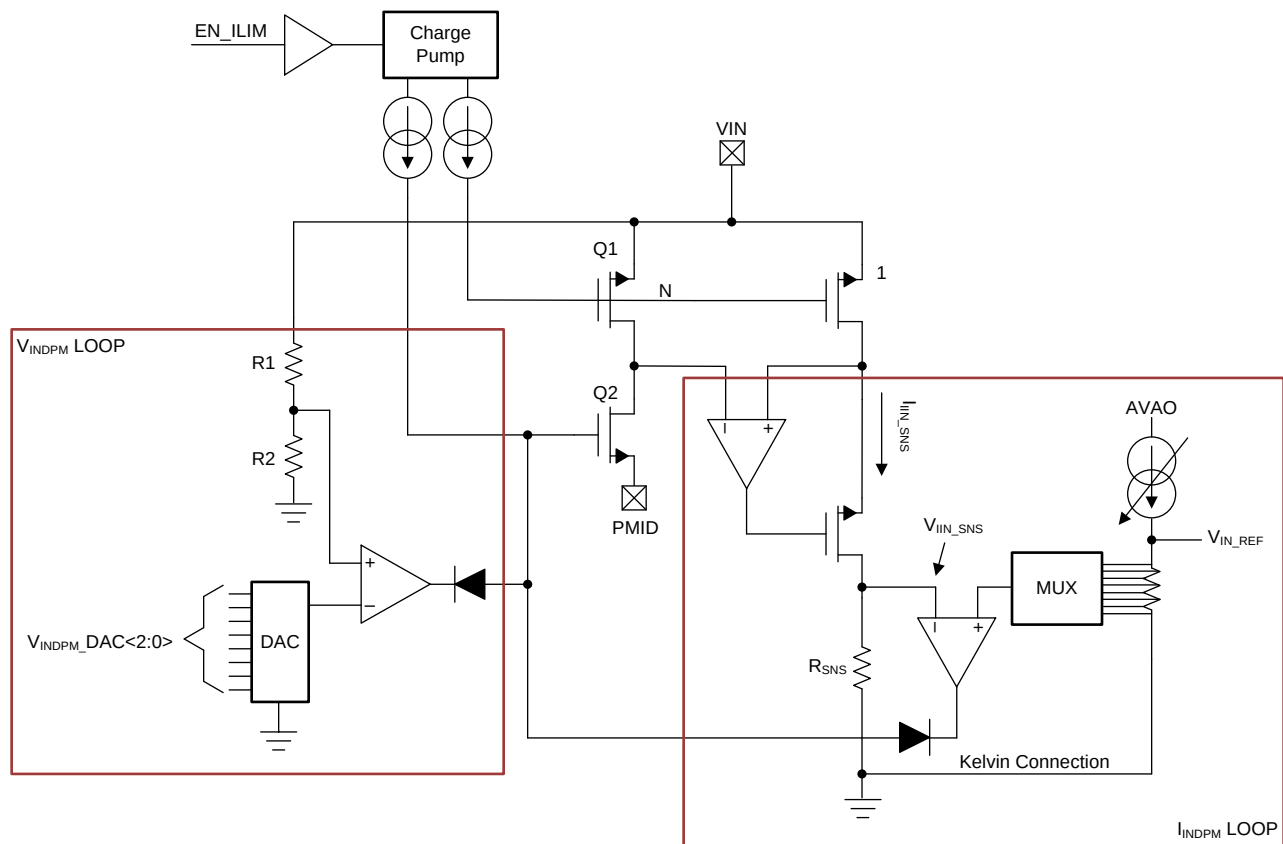 EN_ILIM
Charge
Pump
VIN
Q1
N
1
VINDPM LOOP
R1
Q2
R2
IIIN_SNS
AVAO
− +
PMID
VIIN_SNS
VIN_REF
MUX
+
−
− +
VINDPM_DAC<2:0>
DAC
RSNS
Kelvin Connection
IINDPM LOOP